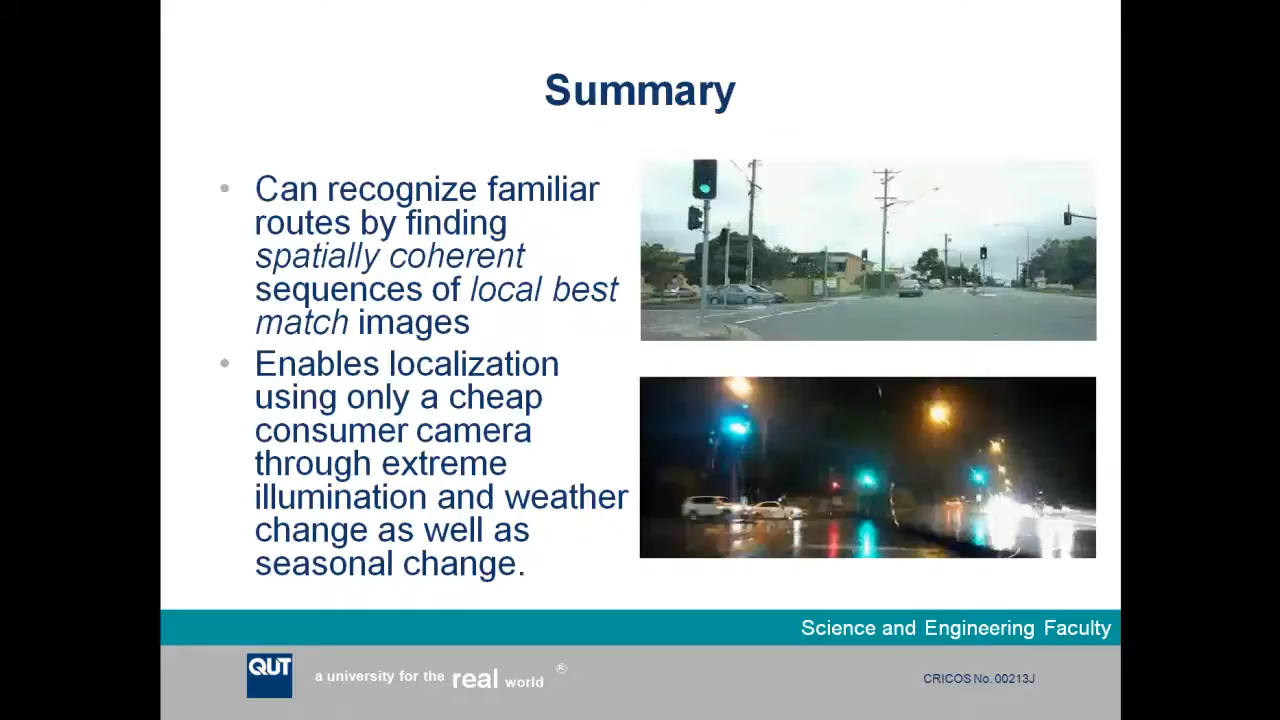 Summary
• Can recognize familiar
routes by finding
spatially coherent
sequences of local best
match images
• Enables localization
using only a cheap
consumer camera
through extreme
illumination and weather
change as well as
seasonal change.
Science and Engineering Faculty
QUT
a university for the real world ®
CRICOS No. 00213J